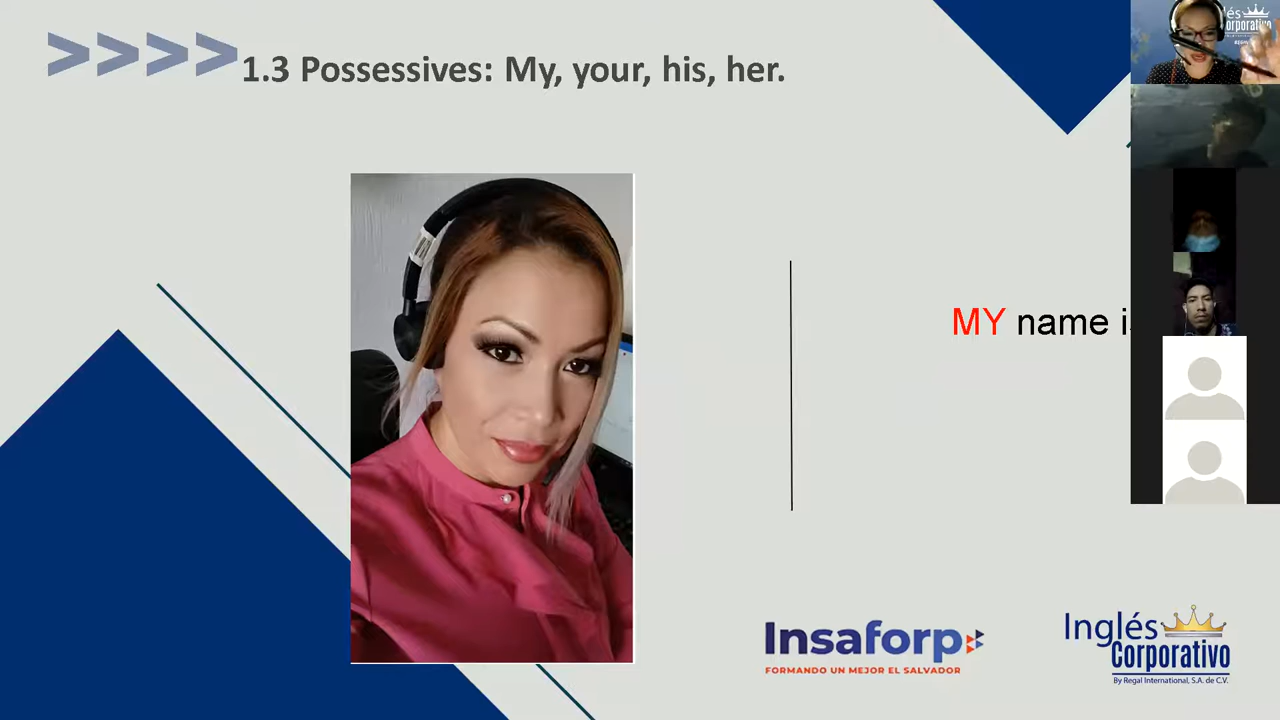 >>>> 1.3 Possessives: My, your, his, her.
MY name is
Insaforp
FORMANDO UN MEJOR EL SALVADOR
Inglés
Corporativo
By Regal International, S.A. de C.V.